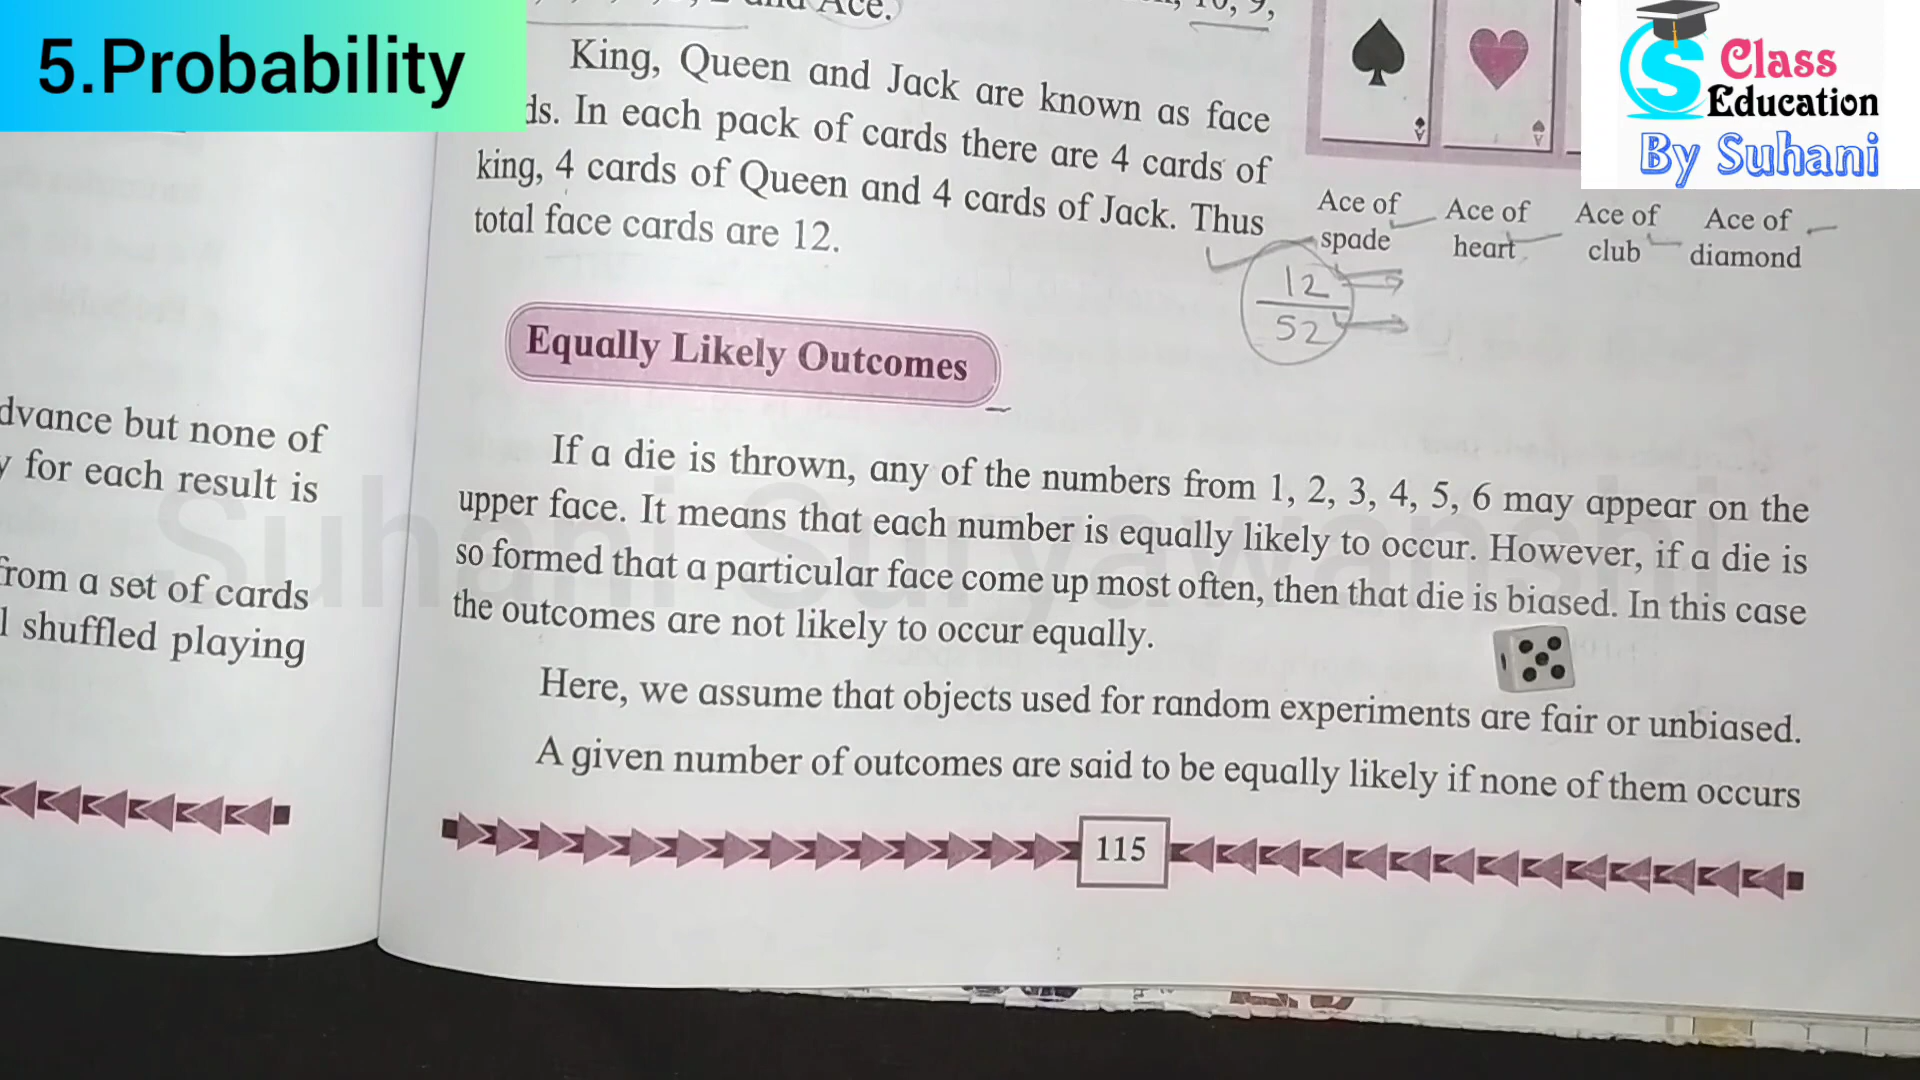 5.Probability
and Ace.
10, 9,
King, Queen and Jack are known as face
ds. In each pack of cards there are 4 cards of
king, 4 cards of Queen and 4 cards of Jack. Thus
total face cards are 12.
Class
Education
By Suhani
Ace of spade
Ace of heart
Ace of club
Ace of diamond
12
52
Equally Likely Outcomes
If a die is thrown, any of the numbers from 1, 2, 3, 4, 5, 6 may appear on the
upper face. It means that each number is equally likely to occur. However, if a die is
so formed that a particular face come up most often, then that die is biased. In this case
the outcomes are not likely to occur equally.
Here, we assume that objects used for random experiments are fair or unbiased.
A given number of outcomes are said to be equally likely if none of them occurs
115
dvance but none of
y for each result is
from a set of cards
l shuffled playing
Suhani Suryawanshi